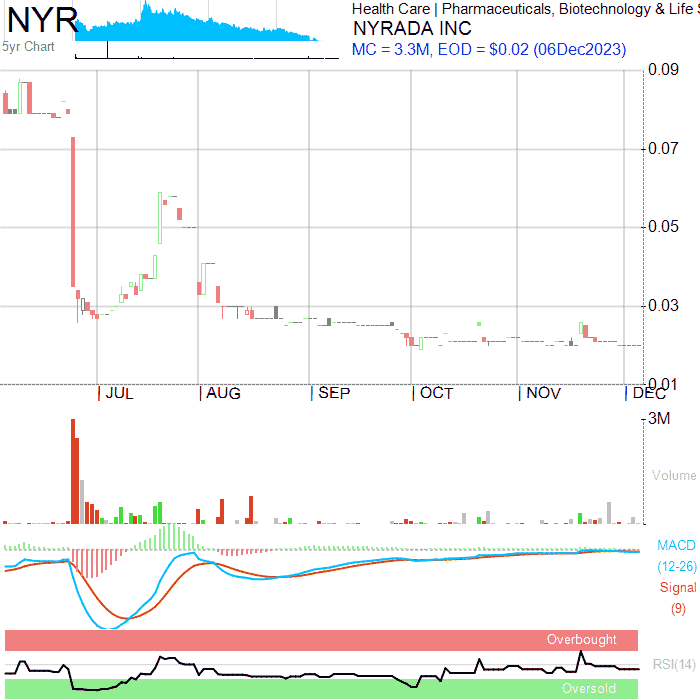 NYR
Health Care | Pharmaceuticals, Biotechnology & Life S
NYRADA INC
5yr Chart
MC = 3.3M, EOD = $0.02 (06Dec2023)
0.09
0.07
0.05
0.03
0.01
JUL AUG SEP OCT NOV DEC
3M
Volume
MACD
(12-26)
Signal
(9)
Overbought
RSI(14)
Oversold